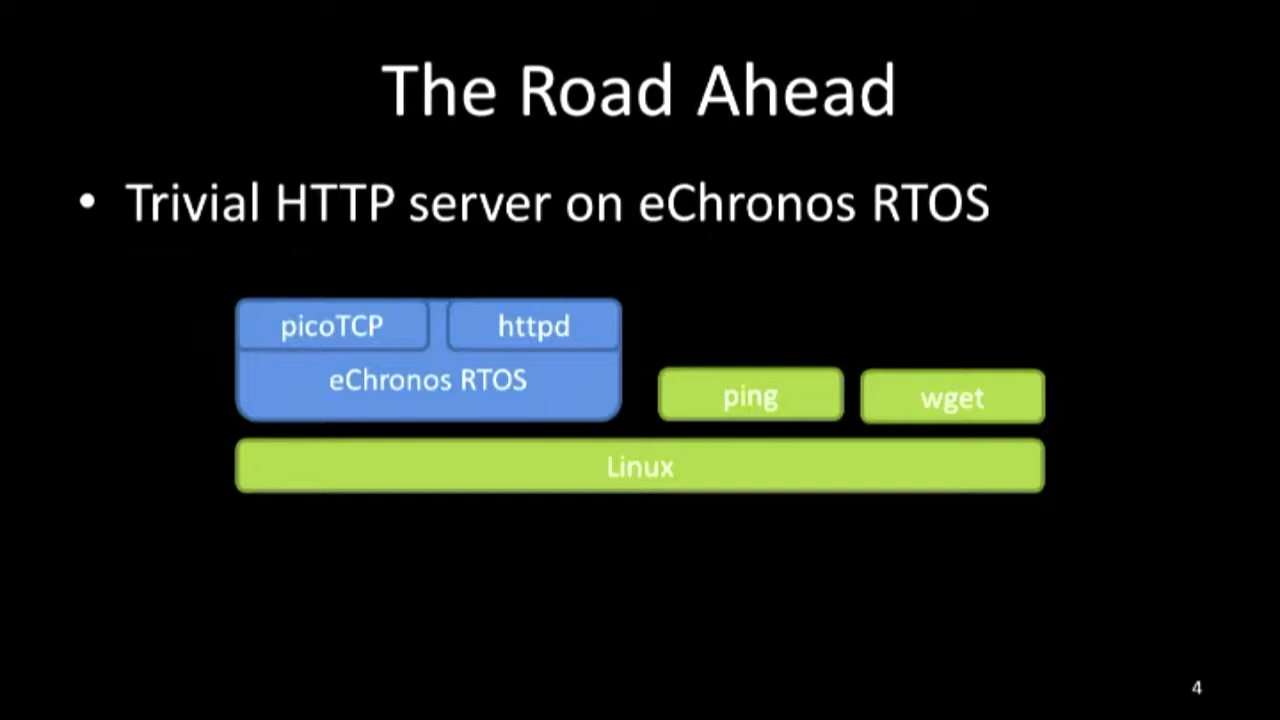 The Road Ahead
• Trivial HTTP server on eChronos RTOS
picoTCP httpd
eChronos RTOS
ping wget
Linux
4